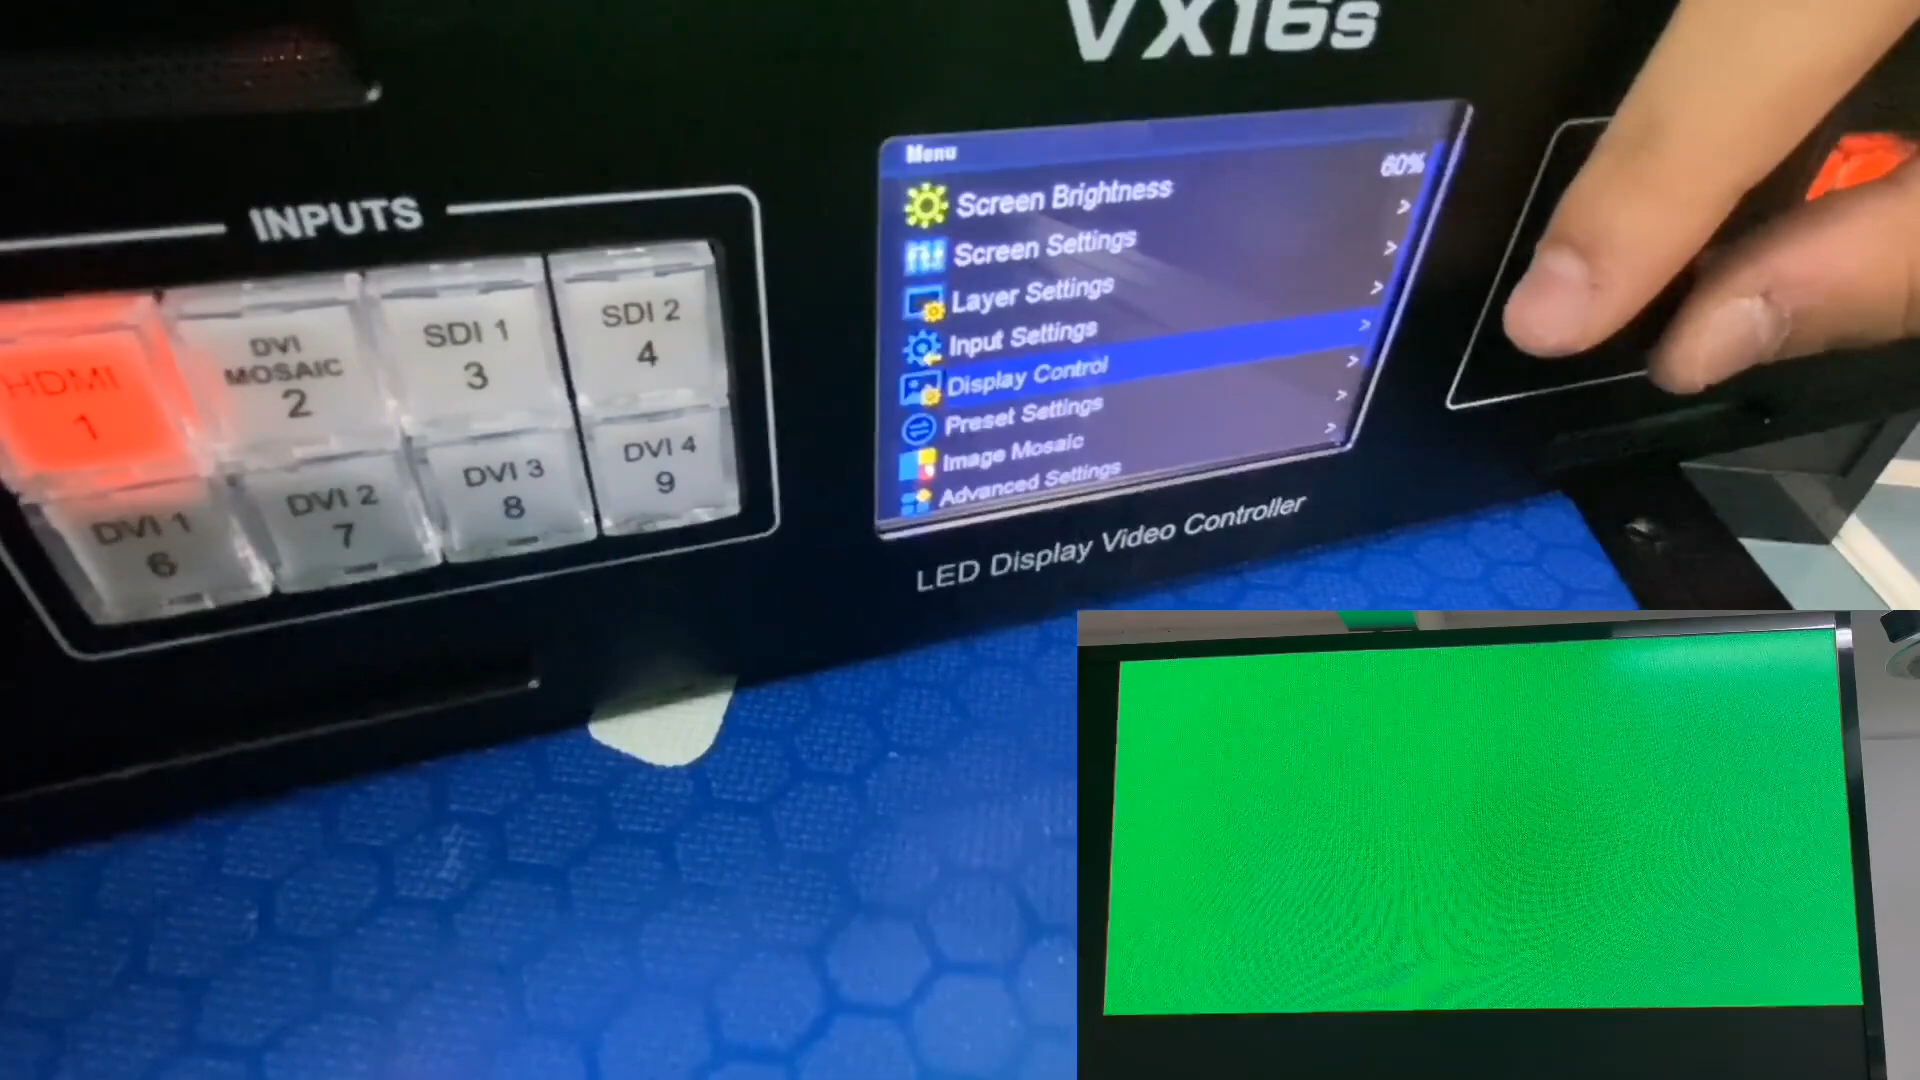 VX16s
Menu
Screen Brightness 60%
Screen Settings >
Layer Settings >
Input Settings >
Display Control >
Preset Settings >
Image Mosaic >
Advanced Settings >
LED Display Video Controller
INPUTS
HDMI
1
DVI
MOSAIC
2
SDI 1
3
SDI 2
4
DVI 1
6
DVI 2
7
DVI 3
8
DVI 4
9